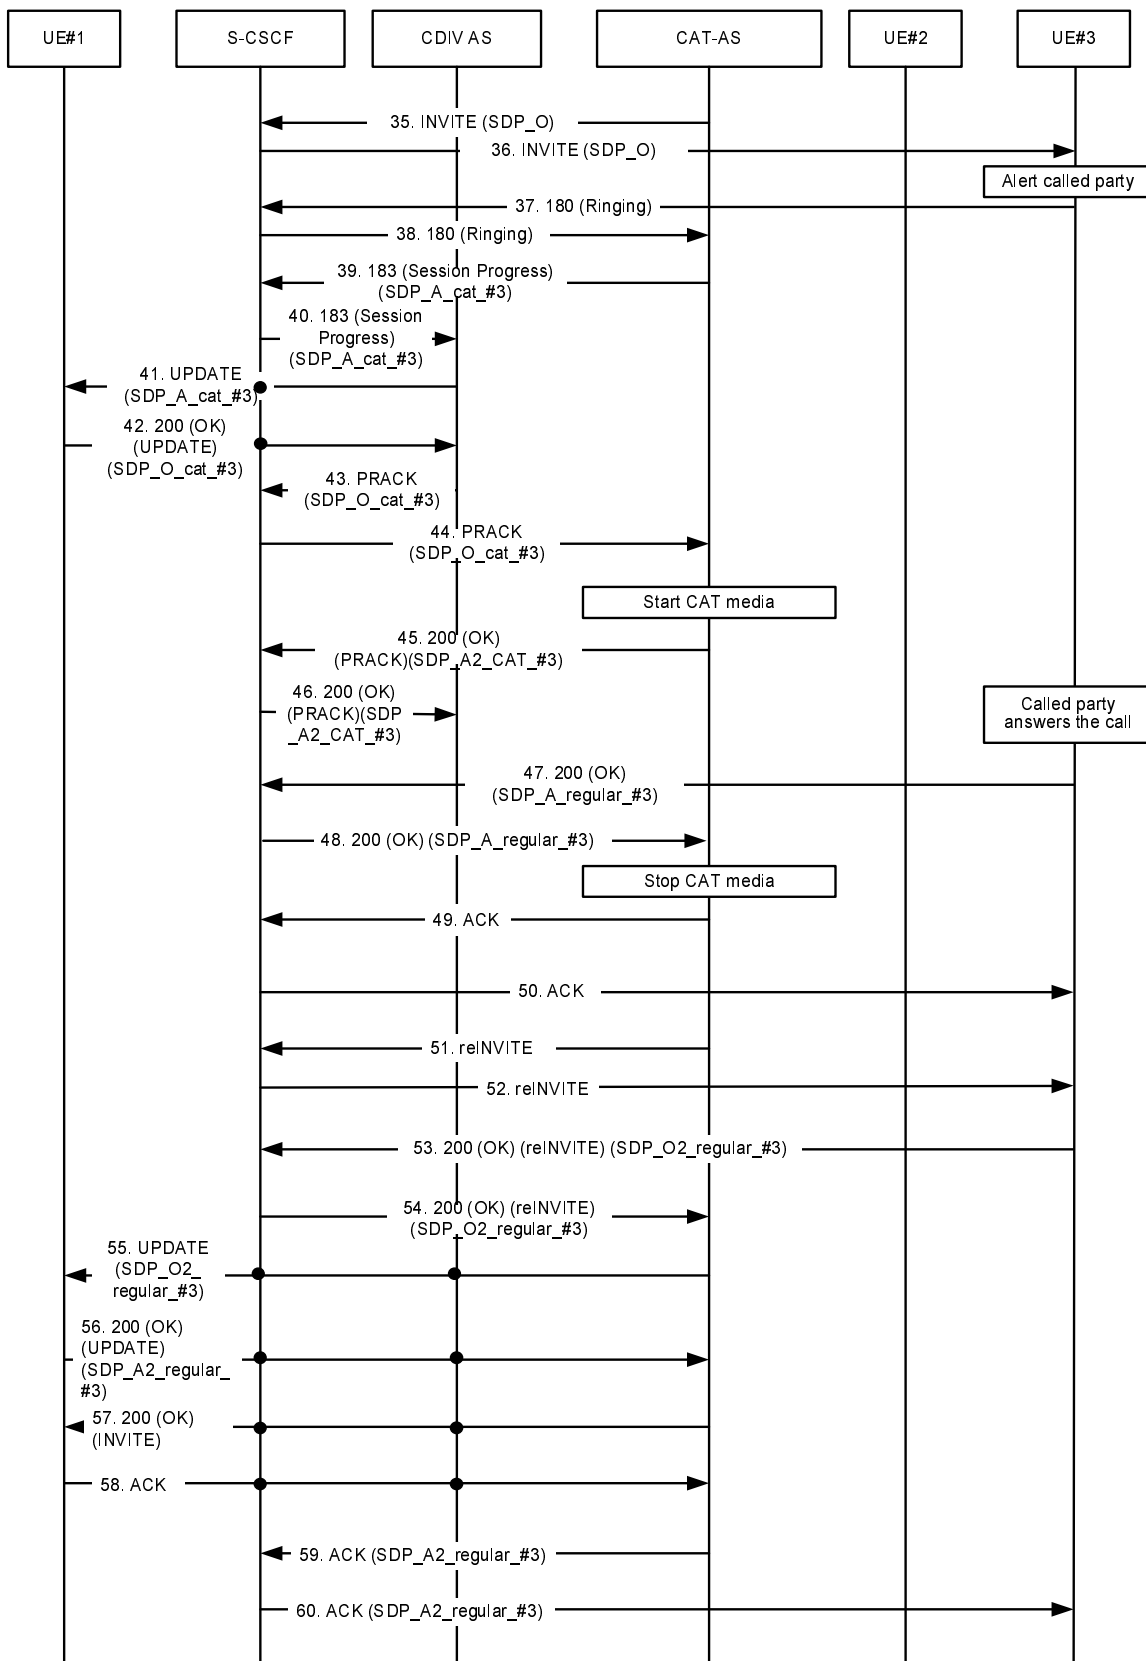 UE#1
S-CSCF
CDIV AS
CAT-AS
UE#2
UE#3
35. INVITE (SDP_O)
36. INVITE (SDP_O)
Alert called party
37. 180 (Ringing)
38. 180 (Ringing)
39. 183 (Session Progress)
(SDP_A_cat_#3)
40. 183 (Session
Progress)
(SDP_A_cat_#3)
41. UPDATE
(SDP_A_cat_#3)
42. 200 (OK)
(UPDATE)
(SDP_O_cat_#3)
43. PRACK
(SDP_O_cat_#3)
44. PRACK
(SDP_O_cat_#3)
Start CAT media
45. 200 (OK)
(PRACK)(SDP_A2_CAT_#3)
46. 200 (OK)
(PRACK)(SDP
_A2_CAT_#3)
Called party
answers the call
47. 200 (OK)
(SDP_A_regular_#3)
48. 200 (OK) (SDP_A_regular_#3)
Stop CAT media
49. ACK
50. ACK
51. reINVITE
52. reINVITE
53. 200 (OK) (reINVITE) (SDP_O2_regular_#3)
54. 200 (OK) (reINVITE)
(SDP_O2_regular_#3)
55. UPDATE
(SDP_O2_
regular_#3)
56. 200 (OK)
(UPDATE)
(SDP_A2_regular_
#3)
57. 200 (OK)
(INVITE)
58. ACK
59. ACK (SDP_A2_regular_#3)
60. ACK (SDP_A2_regular_#3)